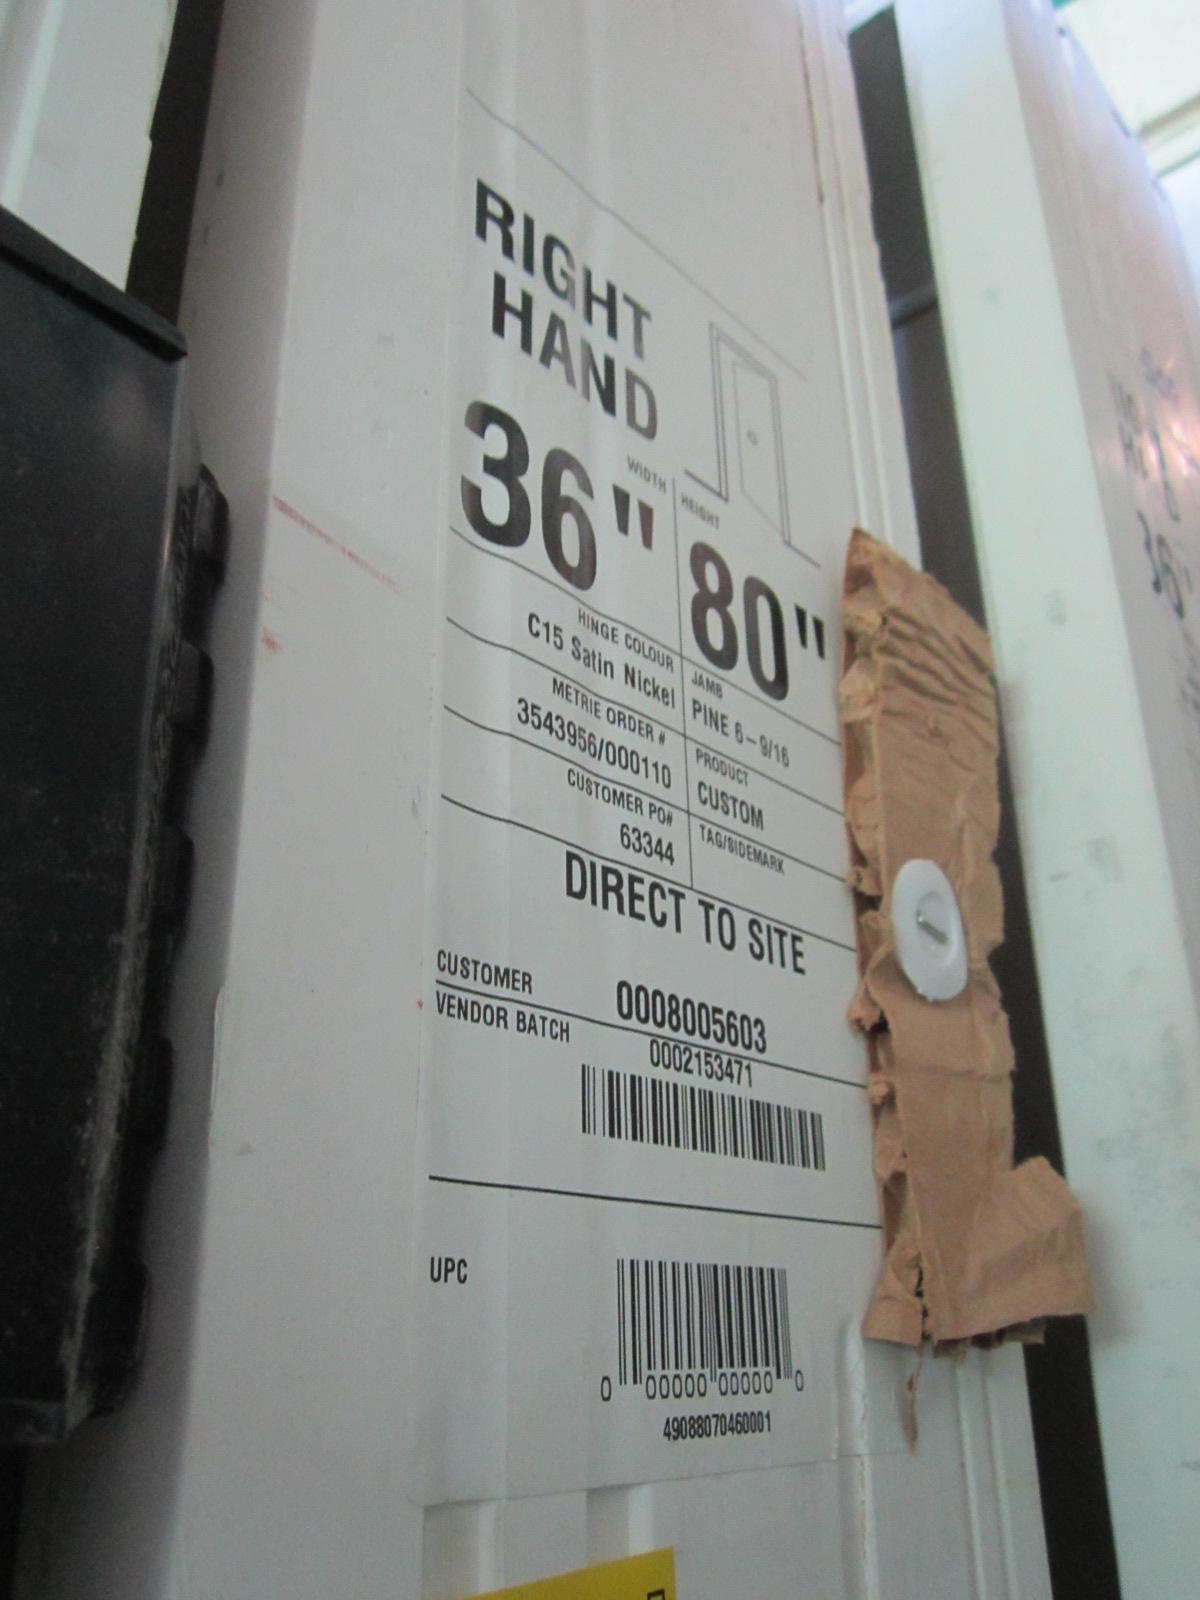 RIGHT
HAND
WIDTH
36"
HEIGHT
80"
HINGE COLOUR
C15 Satin Nickel
JAMB
PINE 6-9/16
METRIE ORDER #
3543956/000110
PRODUCT
CUSTOM
CUSTOMER PO#
63344
TAG/SIDEMARK
DIRECT TO SITE
CUSTOMER
0008005603
VENDOR BATCH
0002153471
UPC
0 00000 00000 0
49088070460001
36"